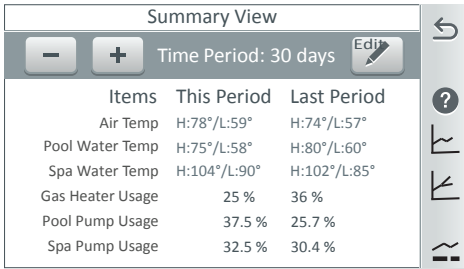 Summary View
− + Time Period: 30 days Edit
Items This Period Last Period
Air Temp H:78°/L:59° H:74°/L:57°
Pool Water Temp H:75°/L:58° H:80°/L:60°
Spa Water Temp H:104°/L:90° H:102°/L:85°
Gas Heater Usage 25 % 36 %
Pool Pump Usage 37.5 % 25.7 %
Spa Pump Usage 32.5 % 30.4 %
?